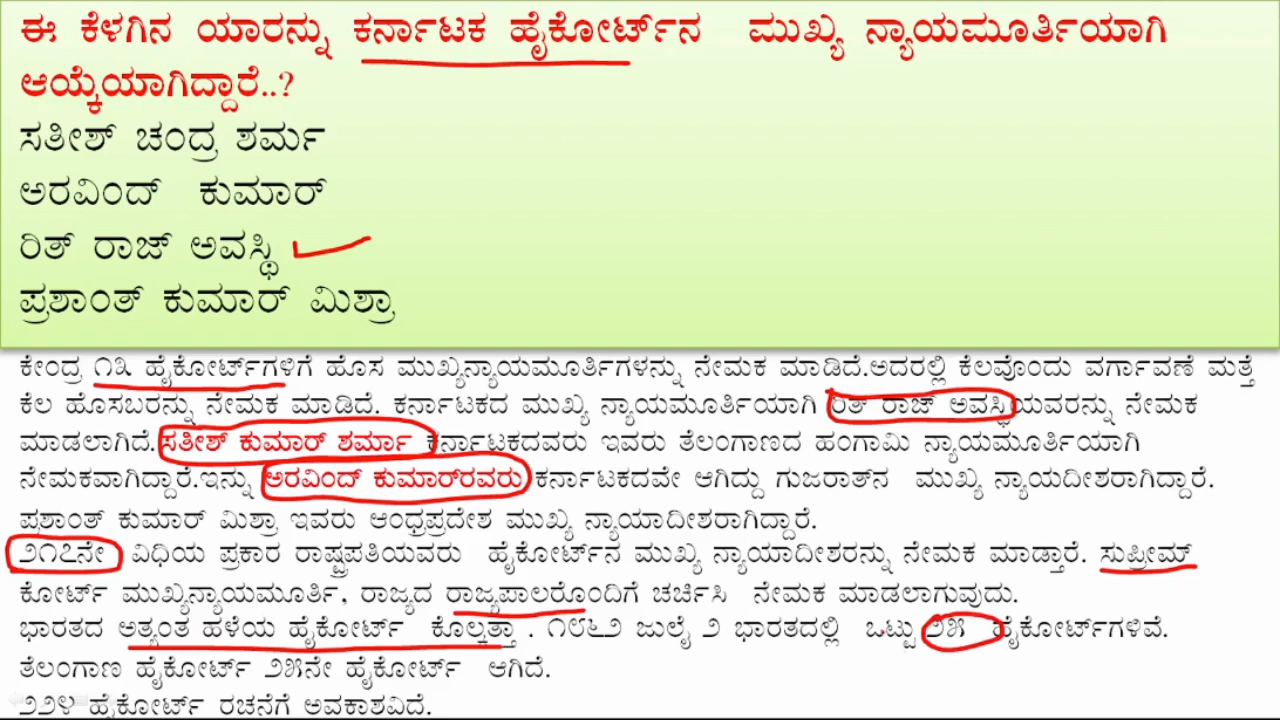 ಈ ಕೆಳಗಿನ ಯಾರನ್ನು ಕರ್ನಾಟಕ ಹೈಕೋರ್ಟ್‌ನ ಮುಖ್ಯ ನ್ಯಾಯಮೂರ್ತಿಯಾಗಿ
ಆಯ್ಕೆಯಾಗಿದ್ದಾರೆ..?
ಸತೀಶ್ ಚಂದ್ರ ಶರ್ಮ
ಅರವಿಂದ್ ಕುಮಾರ್
ರಿತ್ ರಾಜ್ ಅವಸ್ಥಿ
ಪ್ರಶಾಂತ್ ಕುಮಾರ್ ಮಿಶ್ರಾ
ಕೇಂದ್ರ ೧೩ ಹೈಕೋರ್ಟ್‌ಗಳಿಗೆ ಹೊಸ ಮುಖ್ಯನ್ಯಾಯಮೂರ್ತಿಗಳನ್ನು ನೇಮಕ ಮಾಡಿದೆ.ಅದರಲ್ಲಿ ಕೆಲವೊಂದು ವರ್ಗಾವಣೆ ಮತ್ತೆ
ಕೆಲ ಹೊಸಬರನ್ನು ನೇಮಕ ಮಾಡಿದೆ. ಕರ್ನಾಟಕದ ಮುಖ್ಯ ನ್ಯಾಯಮೂರ್ತಿಯಾಗಿ ರಿತ್ ರಾಜ್ ಅವಸ್ಥಿಯವರನ್ನು ನೇಮಕ
ಮಾಡಲಾಗಿದೆ.ಸತೀಶ್ ಕುಮಾರ್ ಶರ್ಮಾ ಕರ್ನಾಟಕದವರು ಇವರು ತೆಲಂಗಾಣದ ಹಂಗಾಮಿ ನ್ಯಾಯಮೂರ್ತಿಯಾಗಿ
ನೇಮಕವಾಗಿದ್ದಾರೆ.ಇನ್ನು ಅರವಿಂದ್ ಕುಮಾರ್‌ರವರು ಕರ್ನಾಟಕದವೇ ಆಗಿದ್ದು ಗುಜರಾತ್‌ನ ಮುಖ್ಯ ನ್ಯಾಯದೀಶರಾಗಿದ್ದಾರೆ.
ಪ್ರಶಾಂತ್ ಕುಮಾರ್ ಮಿಶ್ರಾ ಇವರು ಆಂಧ್ರಪ್ರದೇಶ ಮುಖ್ಯ ನ್ಯಾಯಾದೀಶರಾಗಿದ್ದಾರೆ.
೨೧೭ನೇ ವಿಧಿಯ ಪ್ರಕಾರ ರಾಷ್ಟ್ರಪತಿಯವರು ಹೈಕೋರ್ಟ್‌ನ ಮುಖ್ಯ ನ್ಯಾಯಾದೀಶರನ್ನು ನೇಮಕ ಮಾಡ್ತಾರೆ. ಸುಪ್ರೀಮ್
ಕೋರ್ಟ್ ಮುಖ್ಯನ್ಯಾಯಮೂರ್ತಿ, ರಾಜ್ಯದ ರಾಜ್ಯಪಾಲರೊಂದಿಗೆ ಚರ್ಚಿಸಿ ನೇಮಕ ಮಾಡಲಾಗುವುದು.
ಭಾರತದ ಅತ್ಯಂತ ಹಳೆಯ ಹೈಕೋರ್ಟ್ ಕೊಲ್ಕತ್ತಾ . ೧೮೬೨ ಜುಲೈ ೨ ಭಾರತದಲ್ಲಿ ಒಟ್ಟು ೨೫ ಹೈಕೋರ್ಟ್‌ಗಳಿವೆ.
ತೆಲಂಗಾಣ ಹೈಕೋರ್ಟ್ ೨೫ನೇ ಹೈಕೋರ್ಟ್ ಆಗಿದೆ.
೨೨೪ ಹೈಕೋರ್ಟ್ ರಚನೆಗೆ ಅವಕಾಶವಿದೆ.